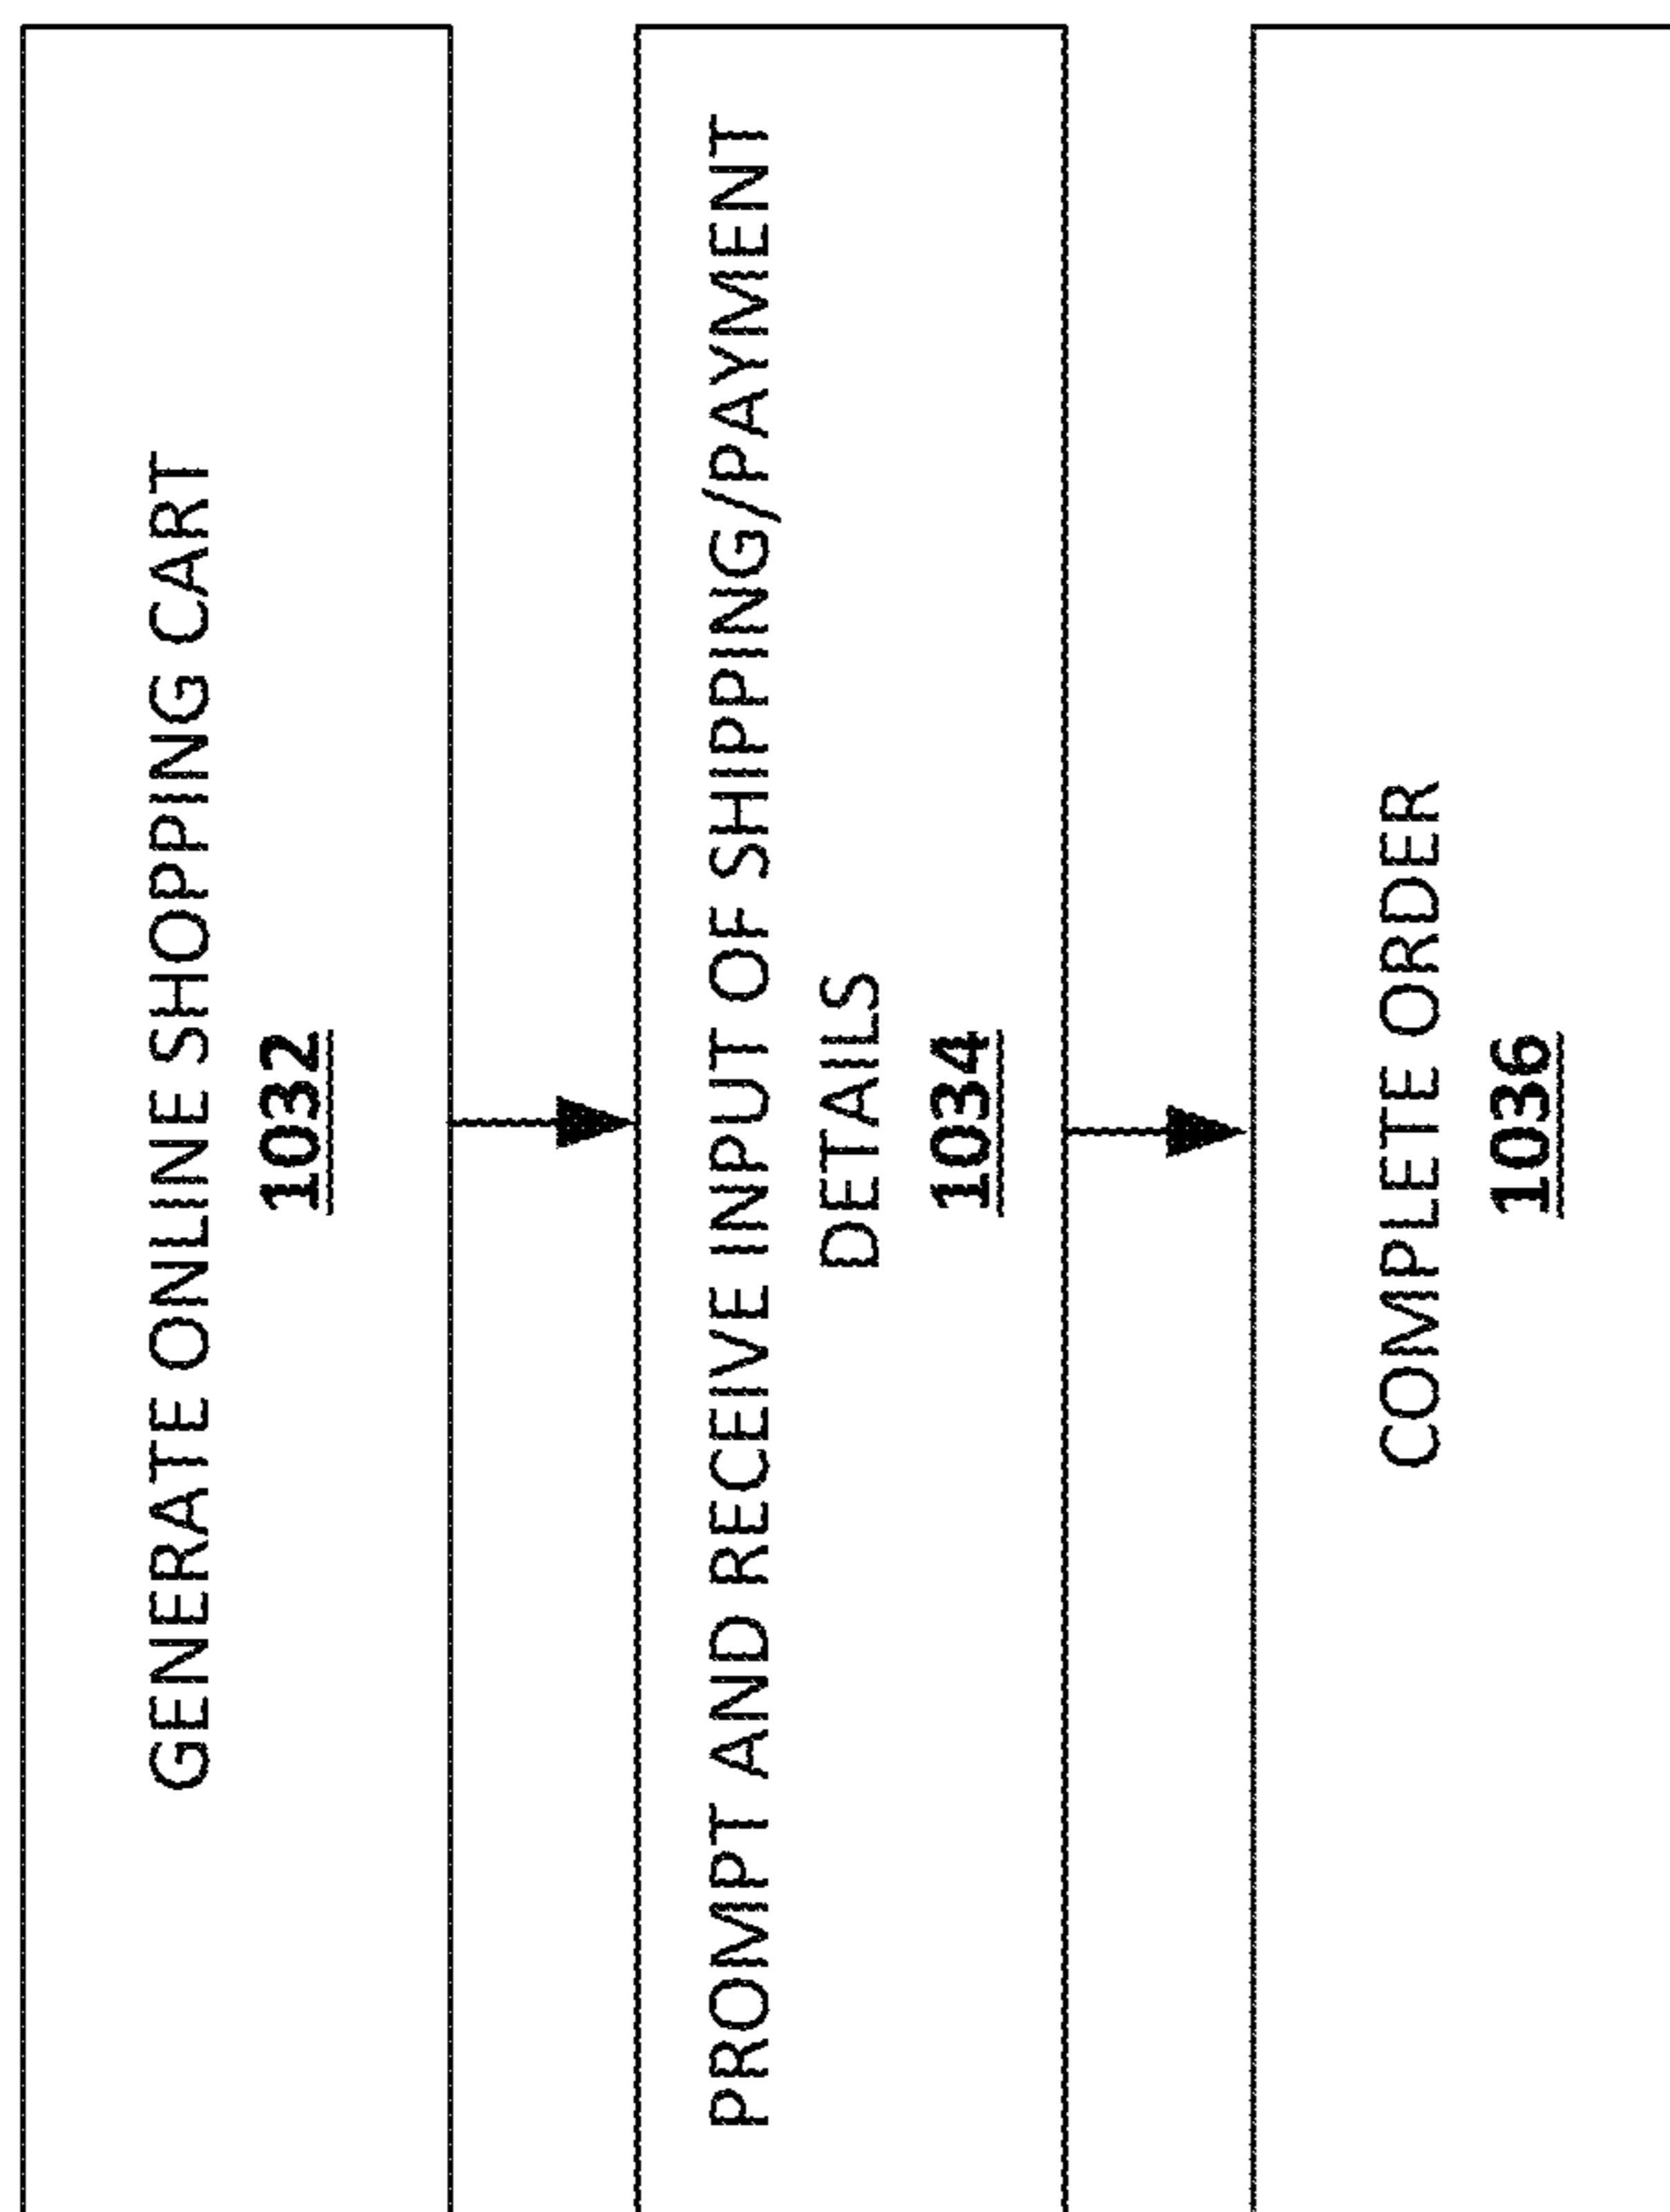 GENERATE ONLINE SHOPPING CART
1032
PROMPT AND RECEIVE INPUT OF SHIPPING/PAYMENT
DETAILS
1034
COMPLETE ORDER
1036